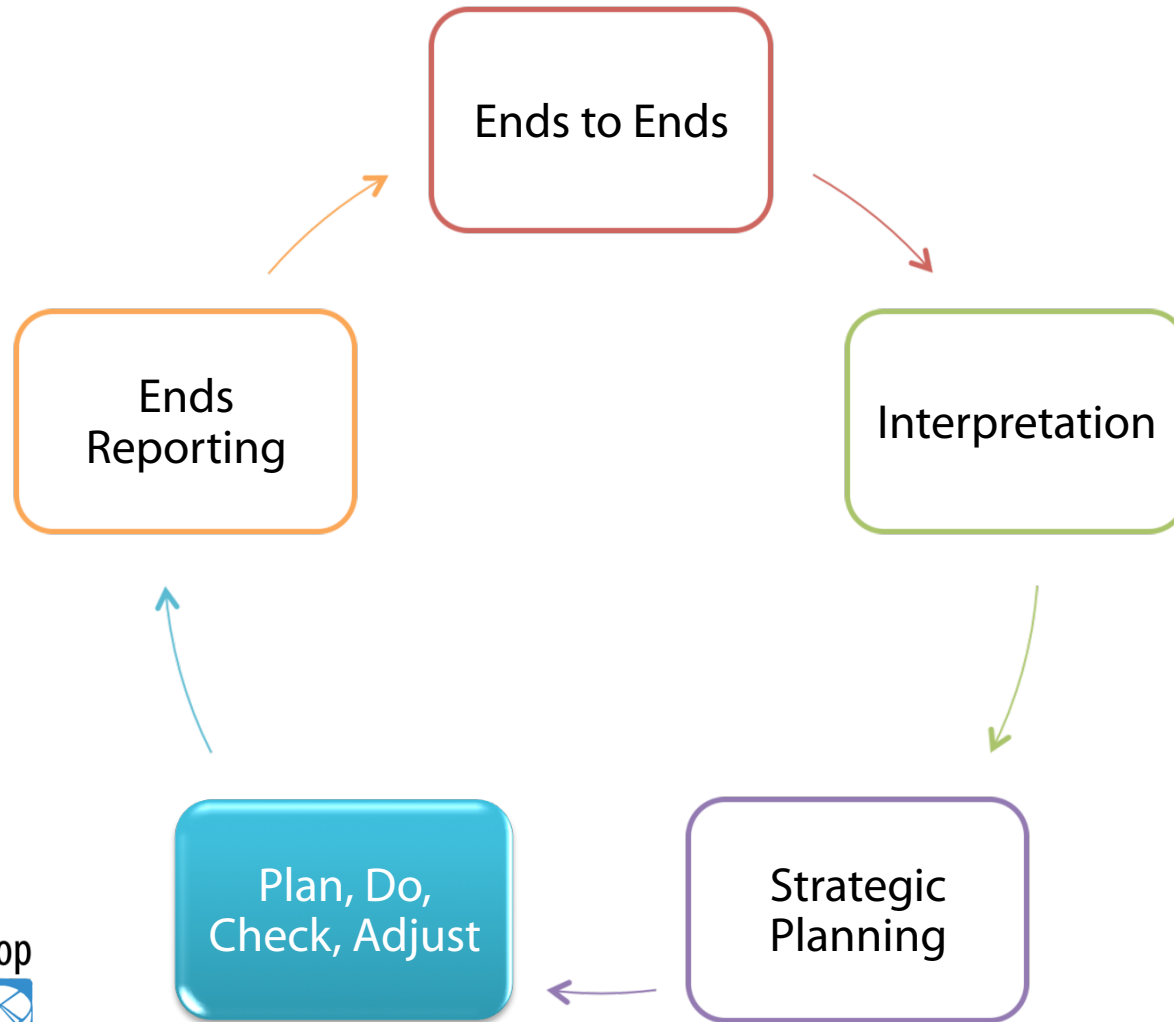 Ends to Ends
Interpretation
Strategic
Planning
Plan, Do,
Check, Adjust
Ends
Reporting